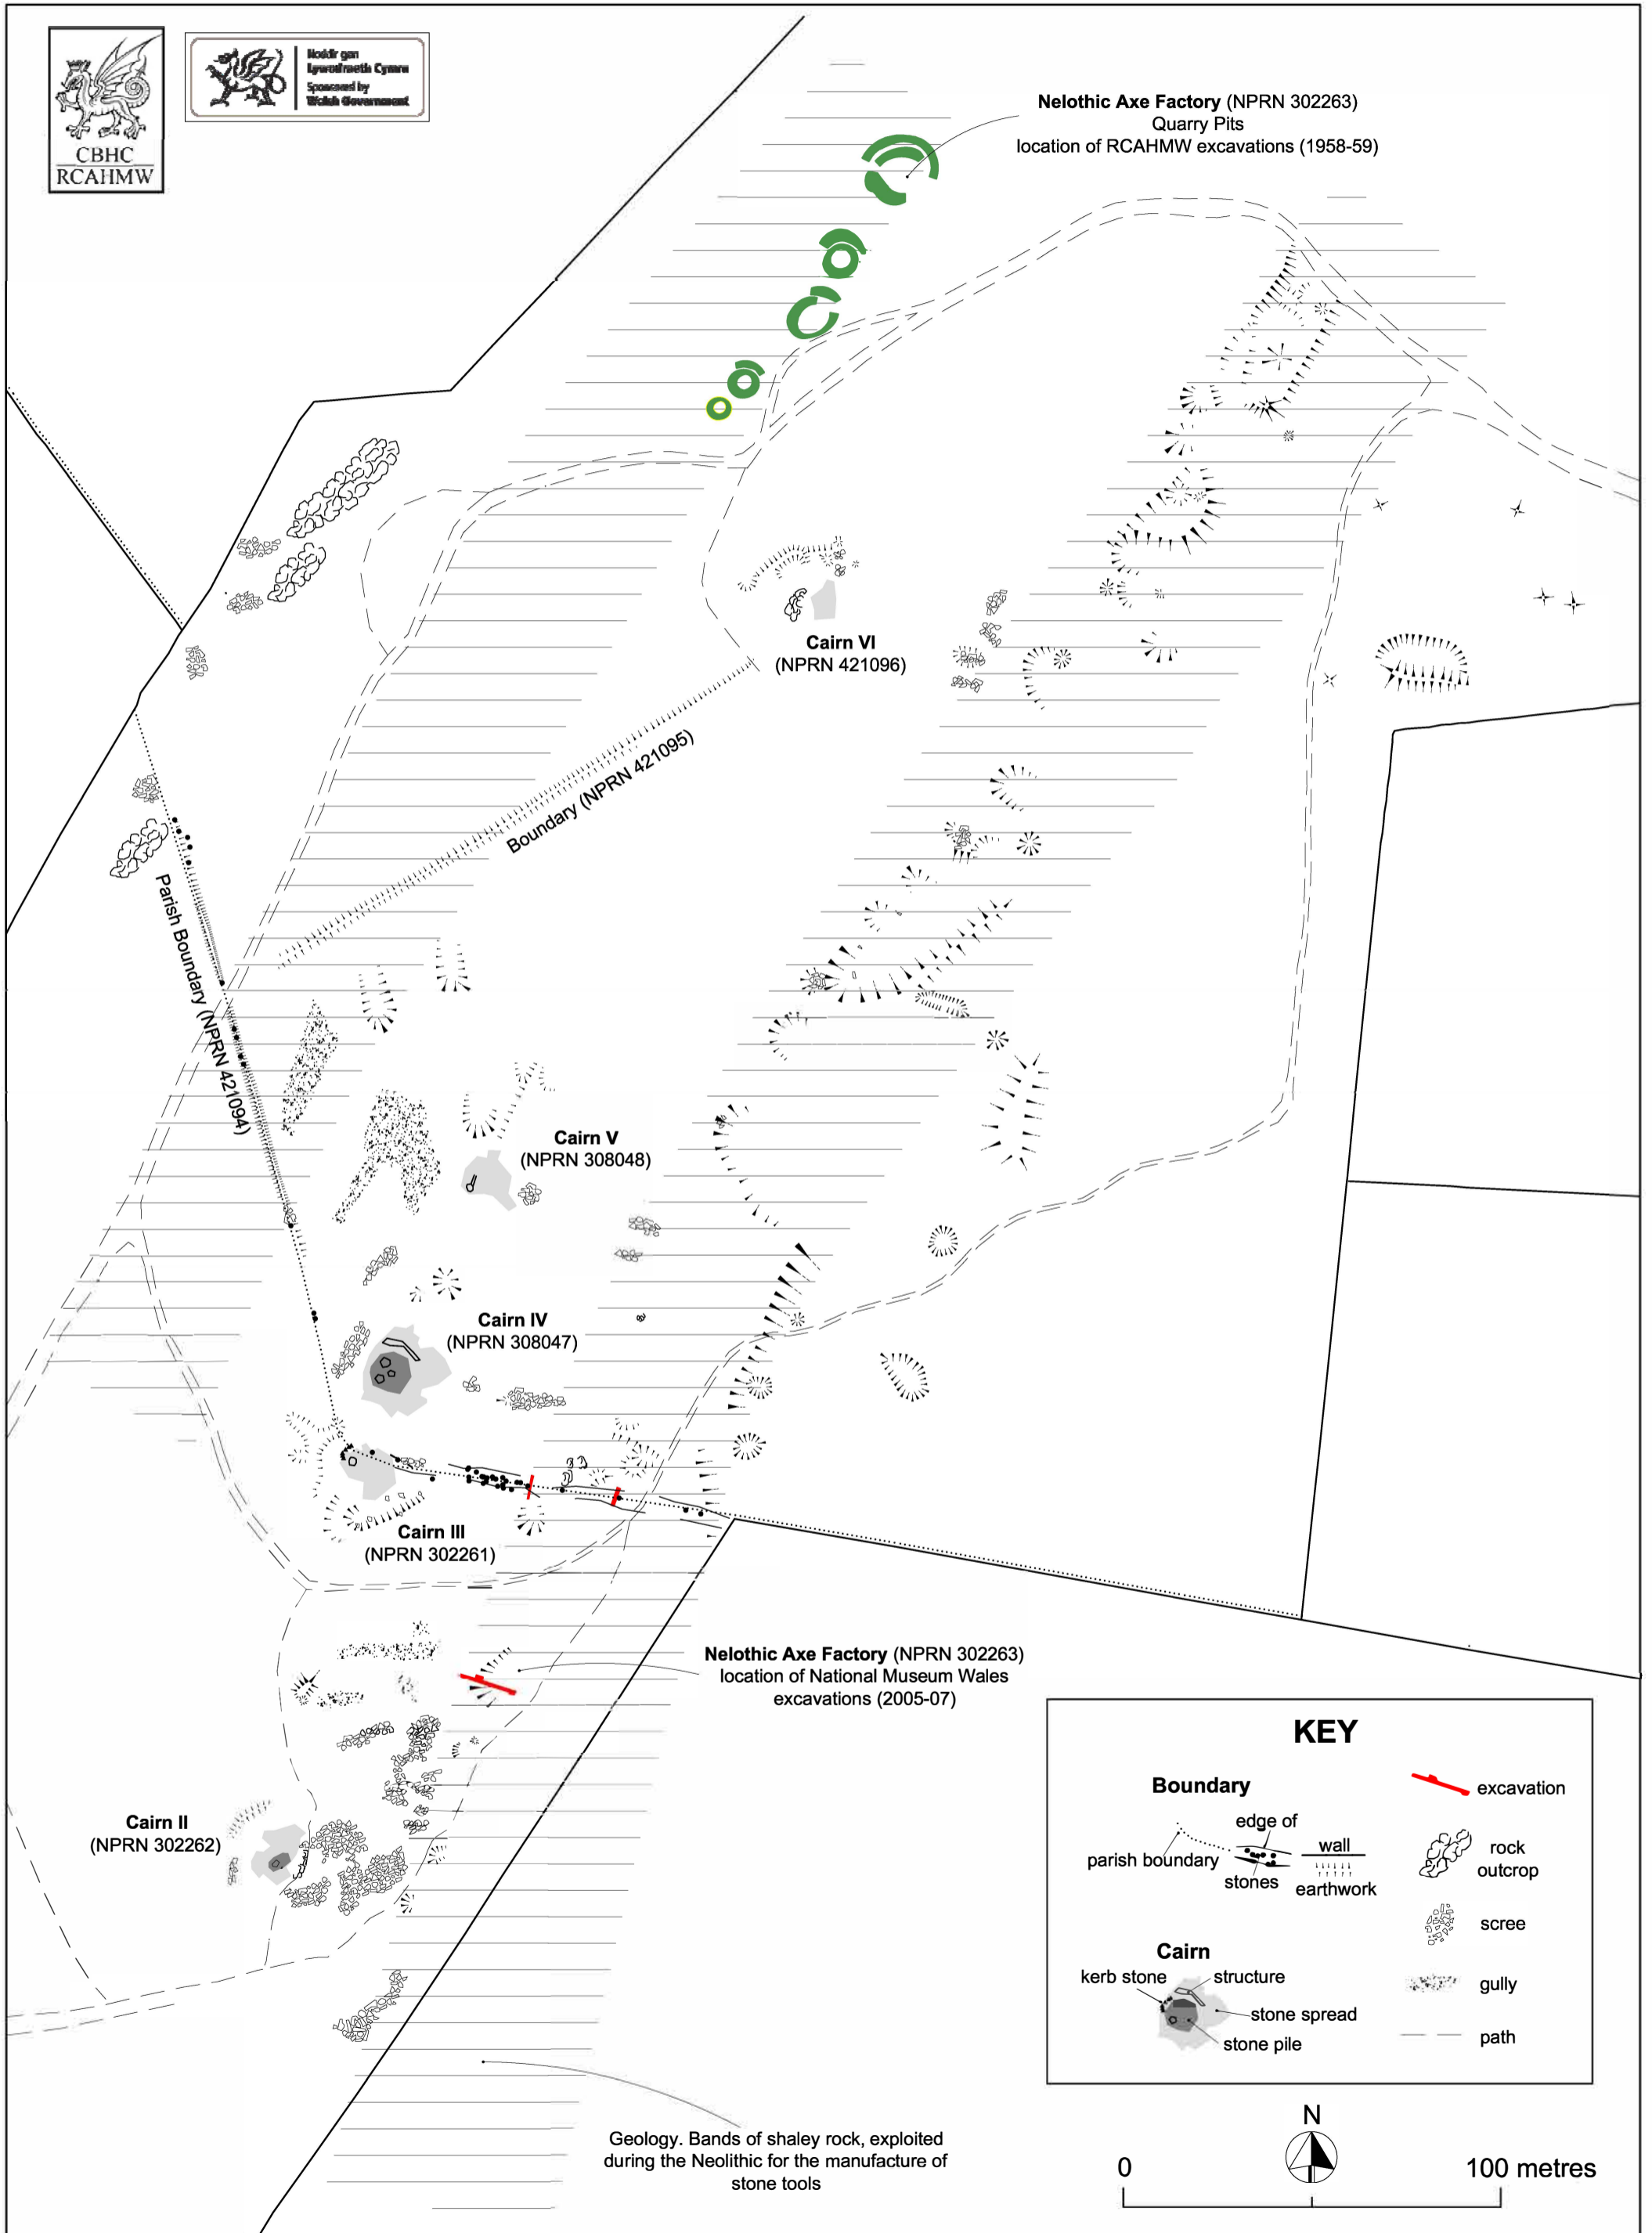 CBHC
RCAHMW
Noddir gan
Lywodraeth Cymru
Sponsored by
Welsh Government
Nelothic Axe Factory (NPRN 302263)
Quarry Pits
location of RCAHMW excavations (1958-59)
Cairn VI
(NPRN 421096)
Boundary (NPRN 421095)
Parish Boundary (NPRN 421094)
Cairn V
(NPRN 308048)
Cairn IV
(NPRN 308047)
Cairn III
(NPRN 302261)
Nelothic Axe Factory (NPRN 302263)
location of National Museum Wales
excavations (2005-07)
Cairn II
(NPRN 302262)
Geology. Bands of shaley rock, exploited
during the Neolithic for the manufacture of
stone tools
KEY
Boundary
edge of
parish boundary
stones
wall
earthwork
Cairn
kerb stone
structure
stone spread
stone pile
excavation
rock
outcrop
scree
gully
path
N
0
100 metres